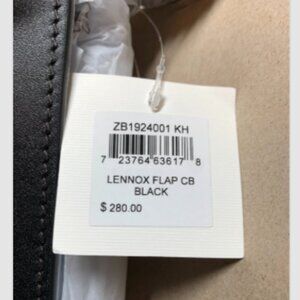 ZB1924001 KH
7 23764 63617 8
LENNOX FLAP CB
BLACK
$ 280.00